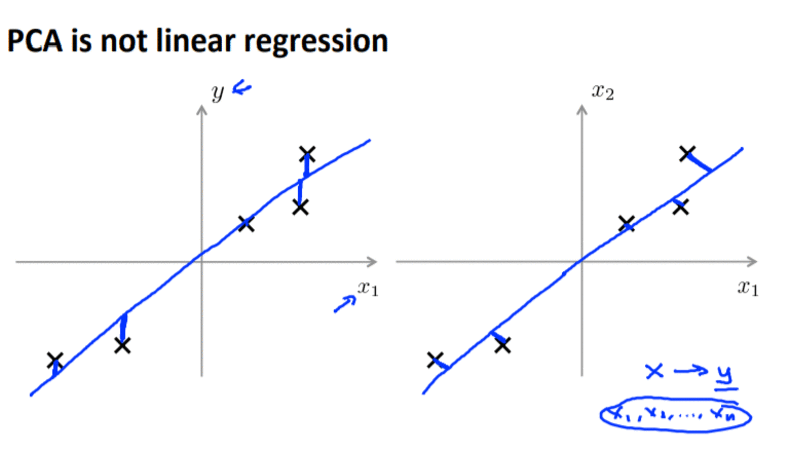 PCA is not linear regression
y
x₂
x₁
x₁
x → y
x₁, x₂, ..., xₙ